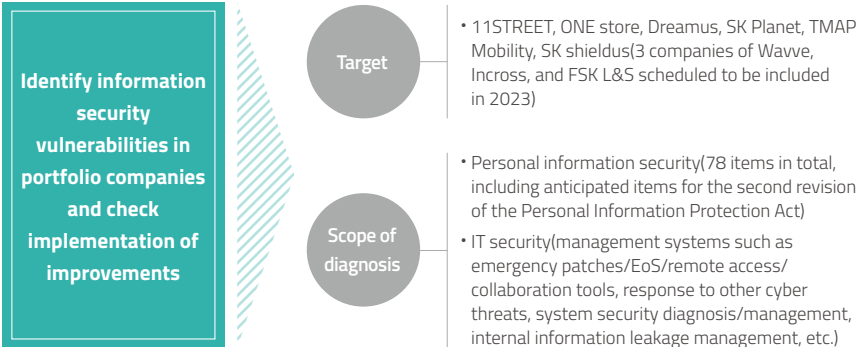 Identify information
security
vulnerabilities in
portfolio companies
and check
implementation of
improvements
Target
• 11STREET, ONE store, Dreamus, SK Planet, TMAP
Mobility, SK shieldus(3 companies of Wavve,
Incross, and FSK L&S scheduled to be included
in 2023)
Scope of
diagnosis
• Personal information security(78 items in total,
including anticipated items for the second revision
of the Personal Information Protection Act)
• IT security(management systems such as
emergency patches/EoS/remote access/
collaboration tools, response to other cyber
threats, system security diagnosis/management,
internal information leakage management, etc.)